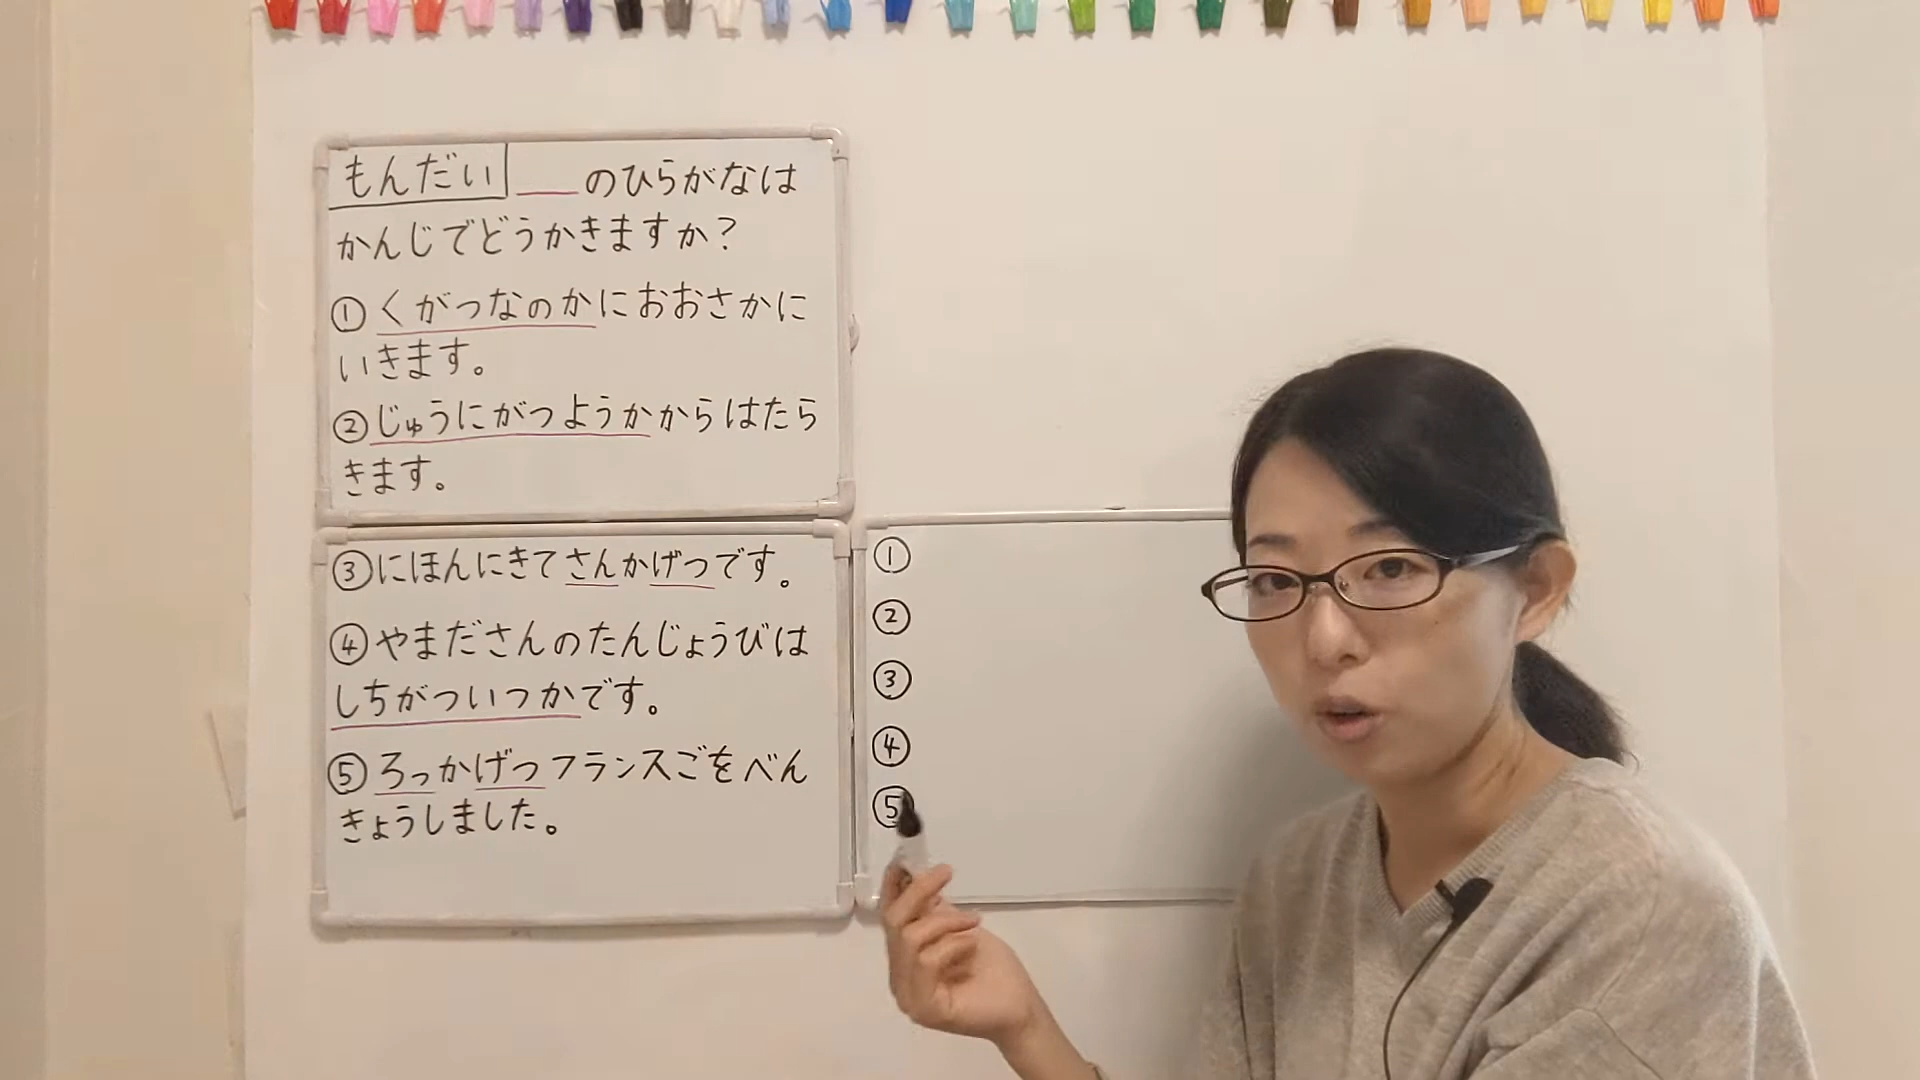 もんだい ＿＿のひらがなは
かんじでどうかきますか？
①くがつなのかにおおさかに
いきます。
②じゅうにがつようかからはたら
きます。
③にほんにきてさんかげつです。
④やまださんのたんじょうびは
しちがついつかです。
⑤ろっかげつフランスごをべん
きょうしました。
①
②
③
④
⑤